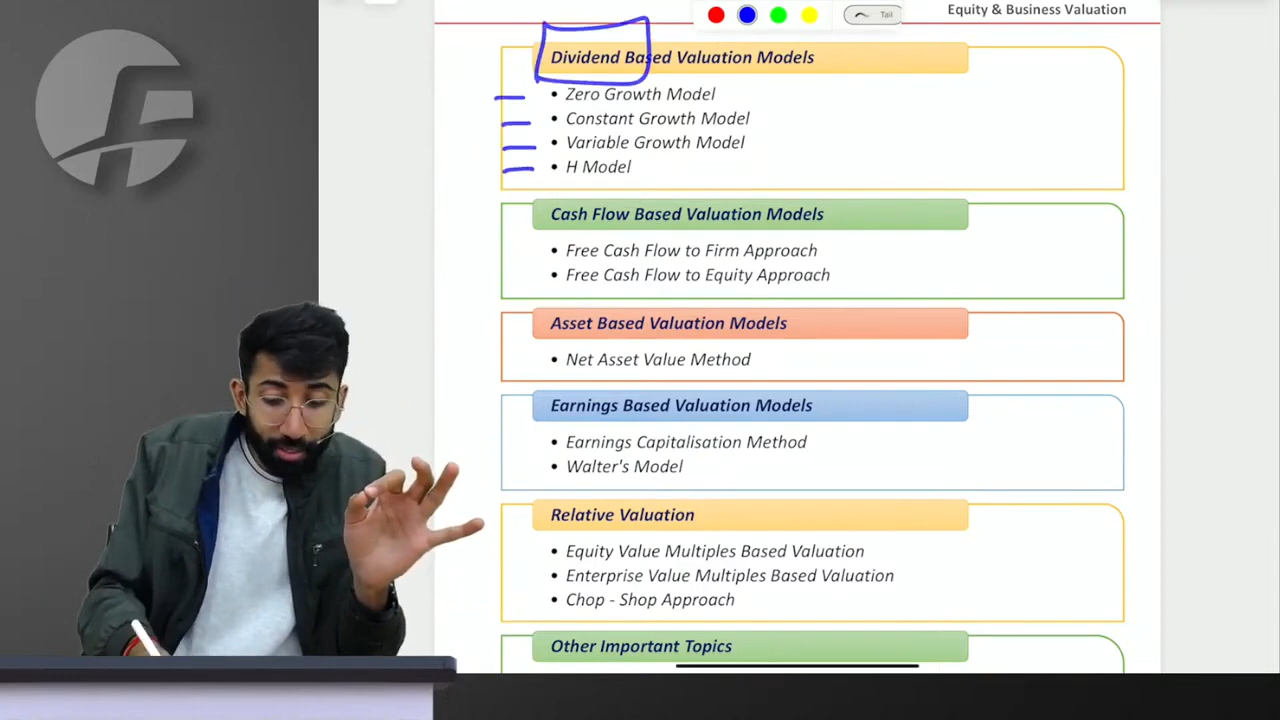 Tail
Equity & Business Valuation
Dividend Based Valuation Models
• Zero Growth Model
• Constant Growth Model
• Variable Growth Model
• H Model
Cash Flow Based Valuation Models
• Free Cash Flow to Firm Approach
• Free Cash Flow to Equity Approach
Asset Based Valuation Models
• Net Asset Value Method
Earnings Based Valuation Models
• Earnings Capitalisation Method
• Walter's Model
Relative Valuation
• Equity Value Multiples Based Valuation
• Enterprise Value Multiples Based Valuation
• Chop - Shop Approach
Other Important Topics